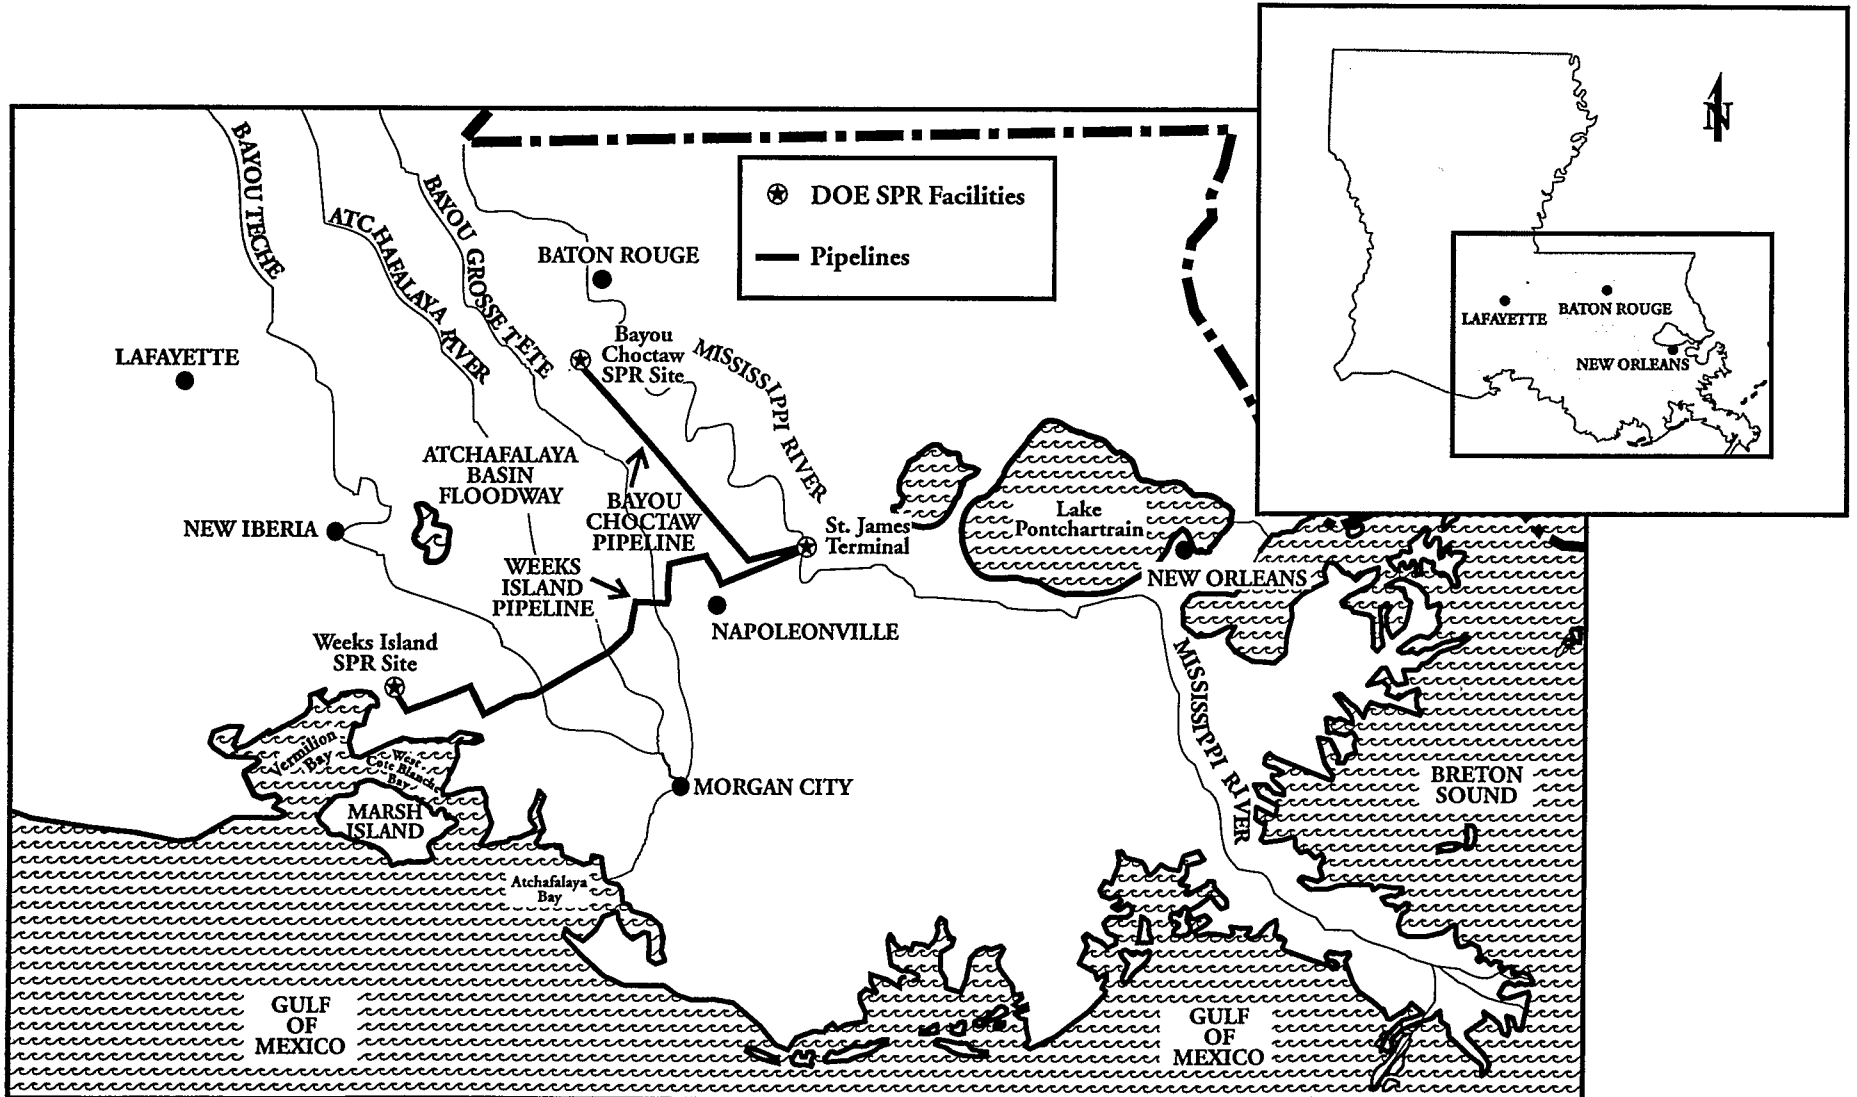 N
LAFAYETTE
BATON ROUGE
NEW ORLEANS
DOE SPR Facilities
Pipelines
BAYOU TECHE
ATCHAFALAYA RIVER
BAYOU GROSSE TETE
BATON ROUGE
Bayou
Choctaw
SPR Site
MISSISSIPPI RIVER
LAFAYETTE
ATCHAFALAYA
BASIN
FLOODWAY
BAYOU
CHOCTAW
PIPELINE
NEW IBERIA
St. James
Terminal
Lake
Pontchartrain
WEEKS
ISLAND
PIPELINE
NEW ORLEANS
NAPOLEONVILLE
Weeks Island
SPR Site
MISSISSIPPI RIVER
Vermilion
Bay
West
Cote Blanche
Bay
MARSH
ISLAND
MORGAN CITY
BRETON
SOUND
Atchafalaya
Bay
GULF
OF
MEXICO
GULF
OF
MEXICO